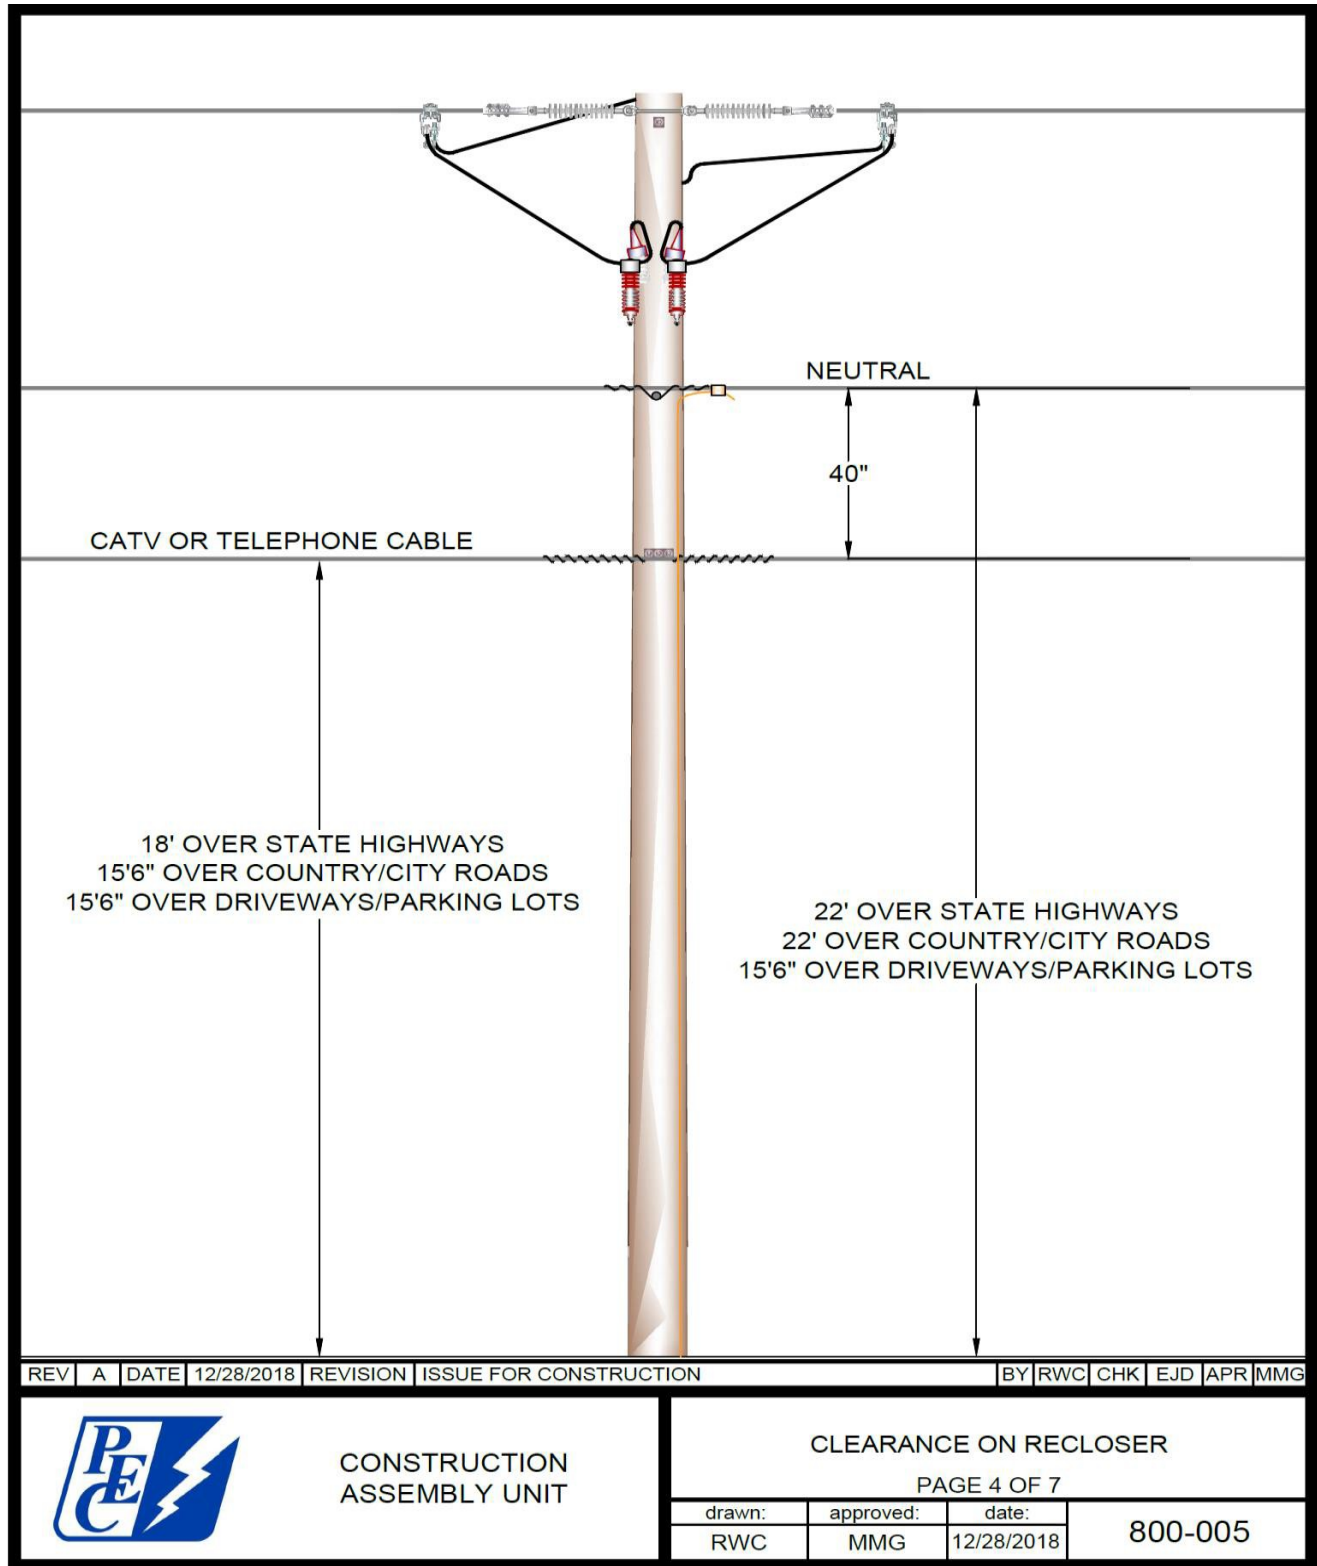 NEUTRAL
40"
CATV OR TELEPHONE CABLE
18' OVER STATE HIGHWAYS
15'6" OVER COUNTRY/CITY ROADS
15'6" OVER DRIVEWAYS/PARKING LOTS
22' OVER STATE HIGHWAYS
22' OVER COUNTRY/CITY ROADS
15'6" OVER DRIVEWAYS/PARKING LOTS
REV A DATE 12/28/2018 REVISION ISSUE FOR CONSTRUCTION BY RWC CHK EJD APR MMG
PEC
CONSTRUCTION
ASSEMBLY UNIT
CLEARANCE ON RECLOSER
PAGE 4 OF 7
drawn: approved: date:
RWC MMG 12/28/2018
800-005